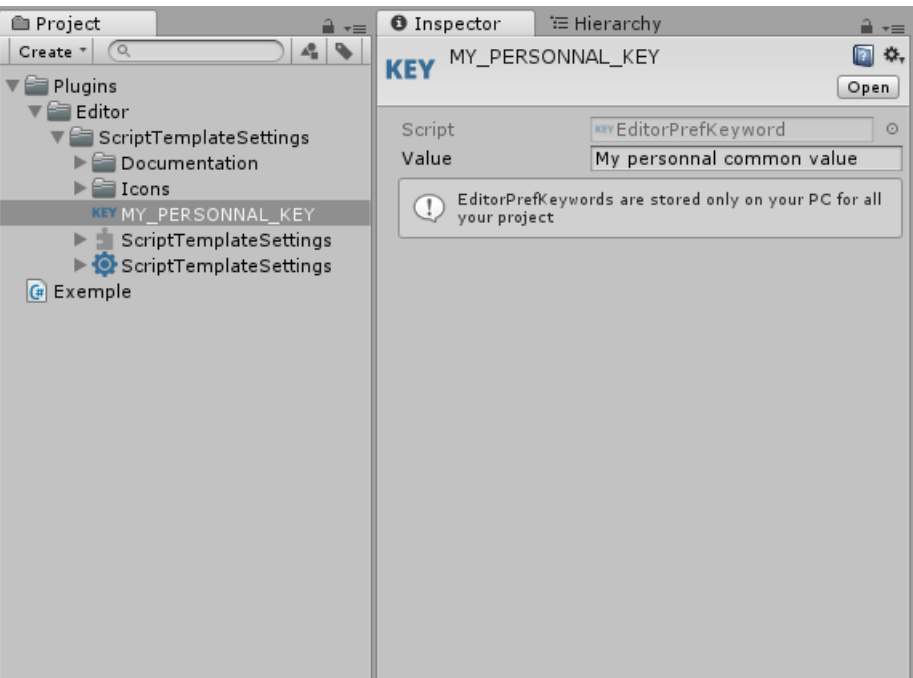 Project
Create
Plugins
Editor
ScriptTemplateSettings
Documentation
Icons
KEY MY_PERSONNAL_KEY
ScriptTemplateSettings
ScriptTemplateSettings
Exemple
Inspector
Hierarchy
KEY MY_PERSONNAL_KEY
Open
Script KEY EditorPrefKeyword
Value My personnal common value
EditorPrefKeywords are stored only on your PC for all
your project